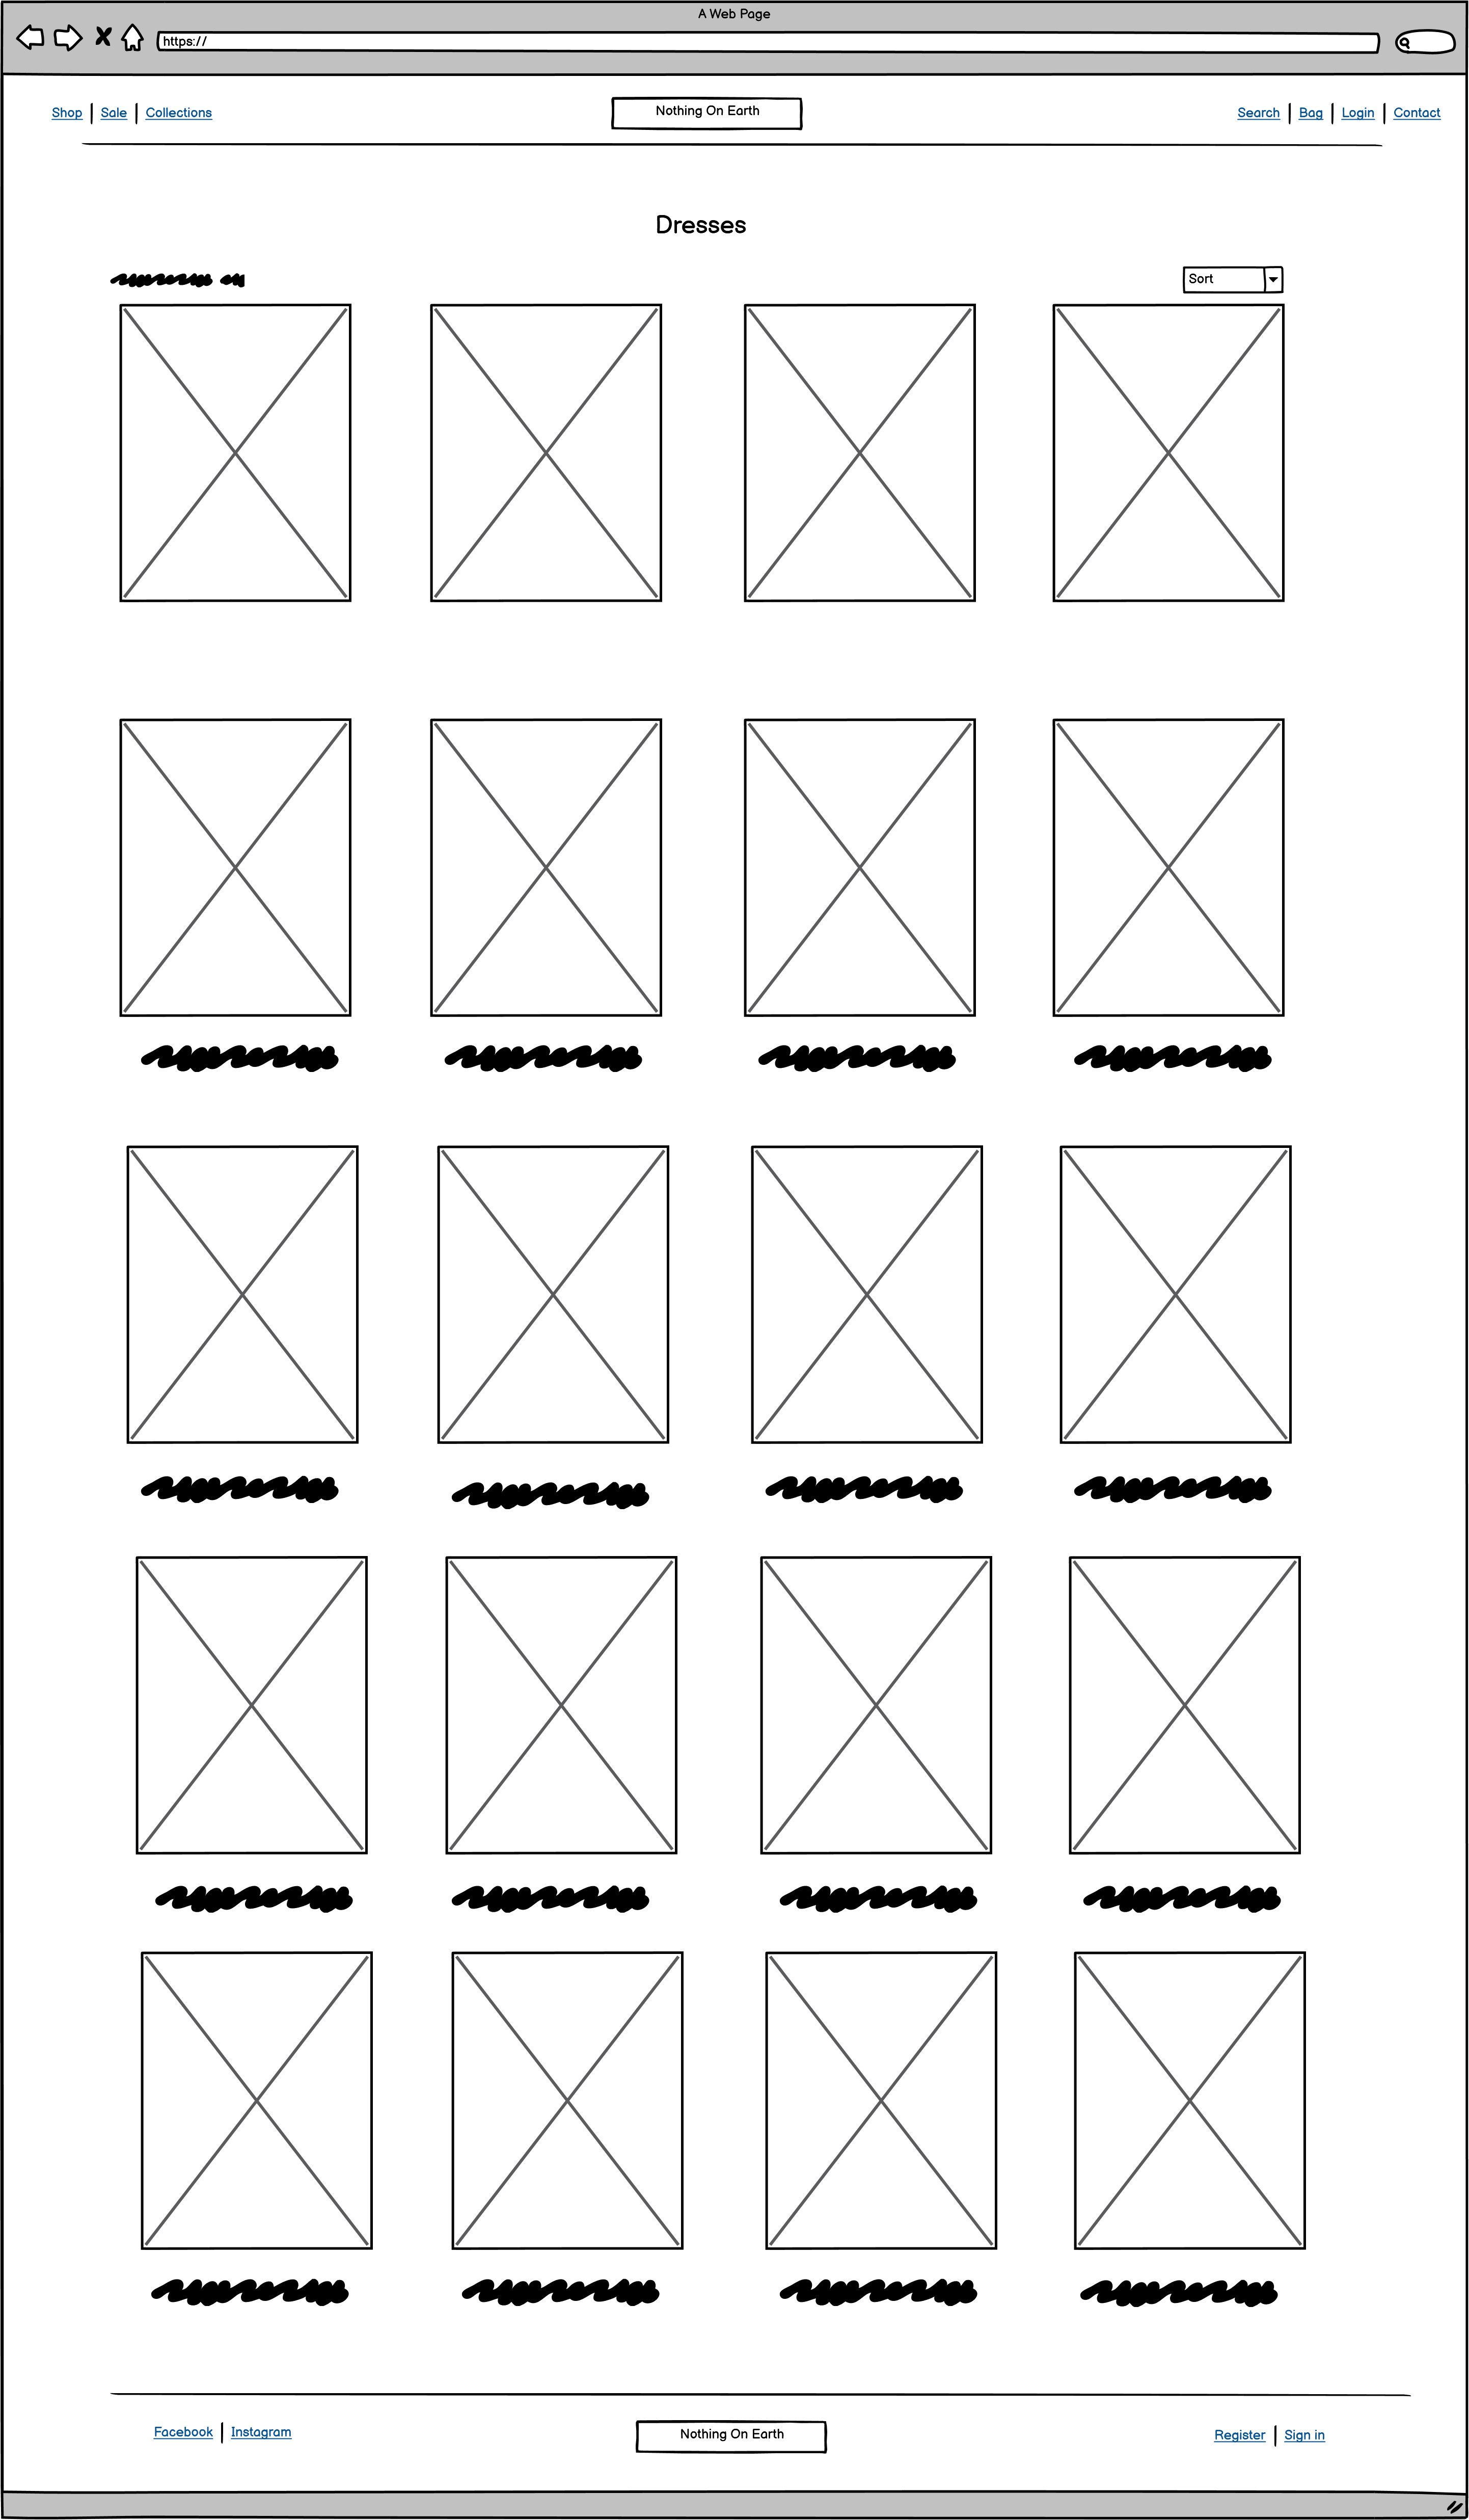 A Web Page
https://
Shop Sale Collections
Nothing On Earth
Search Bag Login Contact
Dresses
Sort
Facebook Instagram
Nothing On Earth
Register Sign in